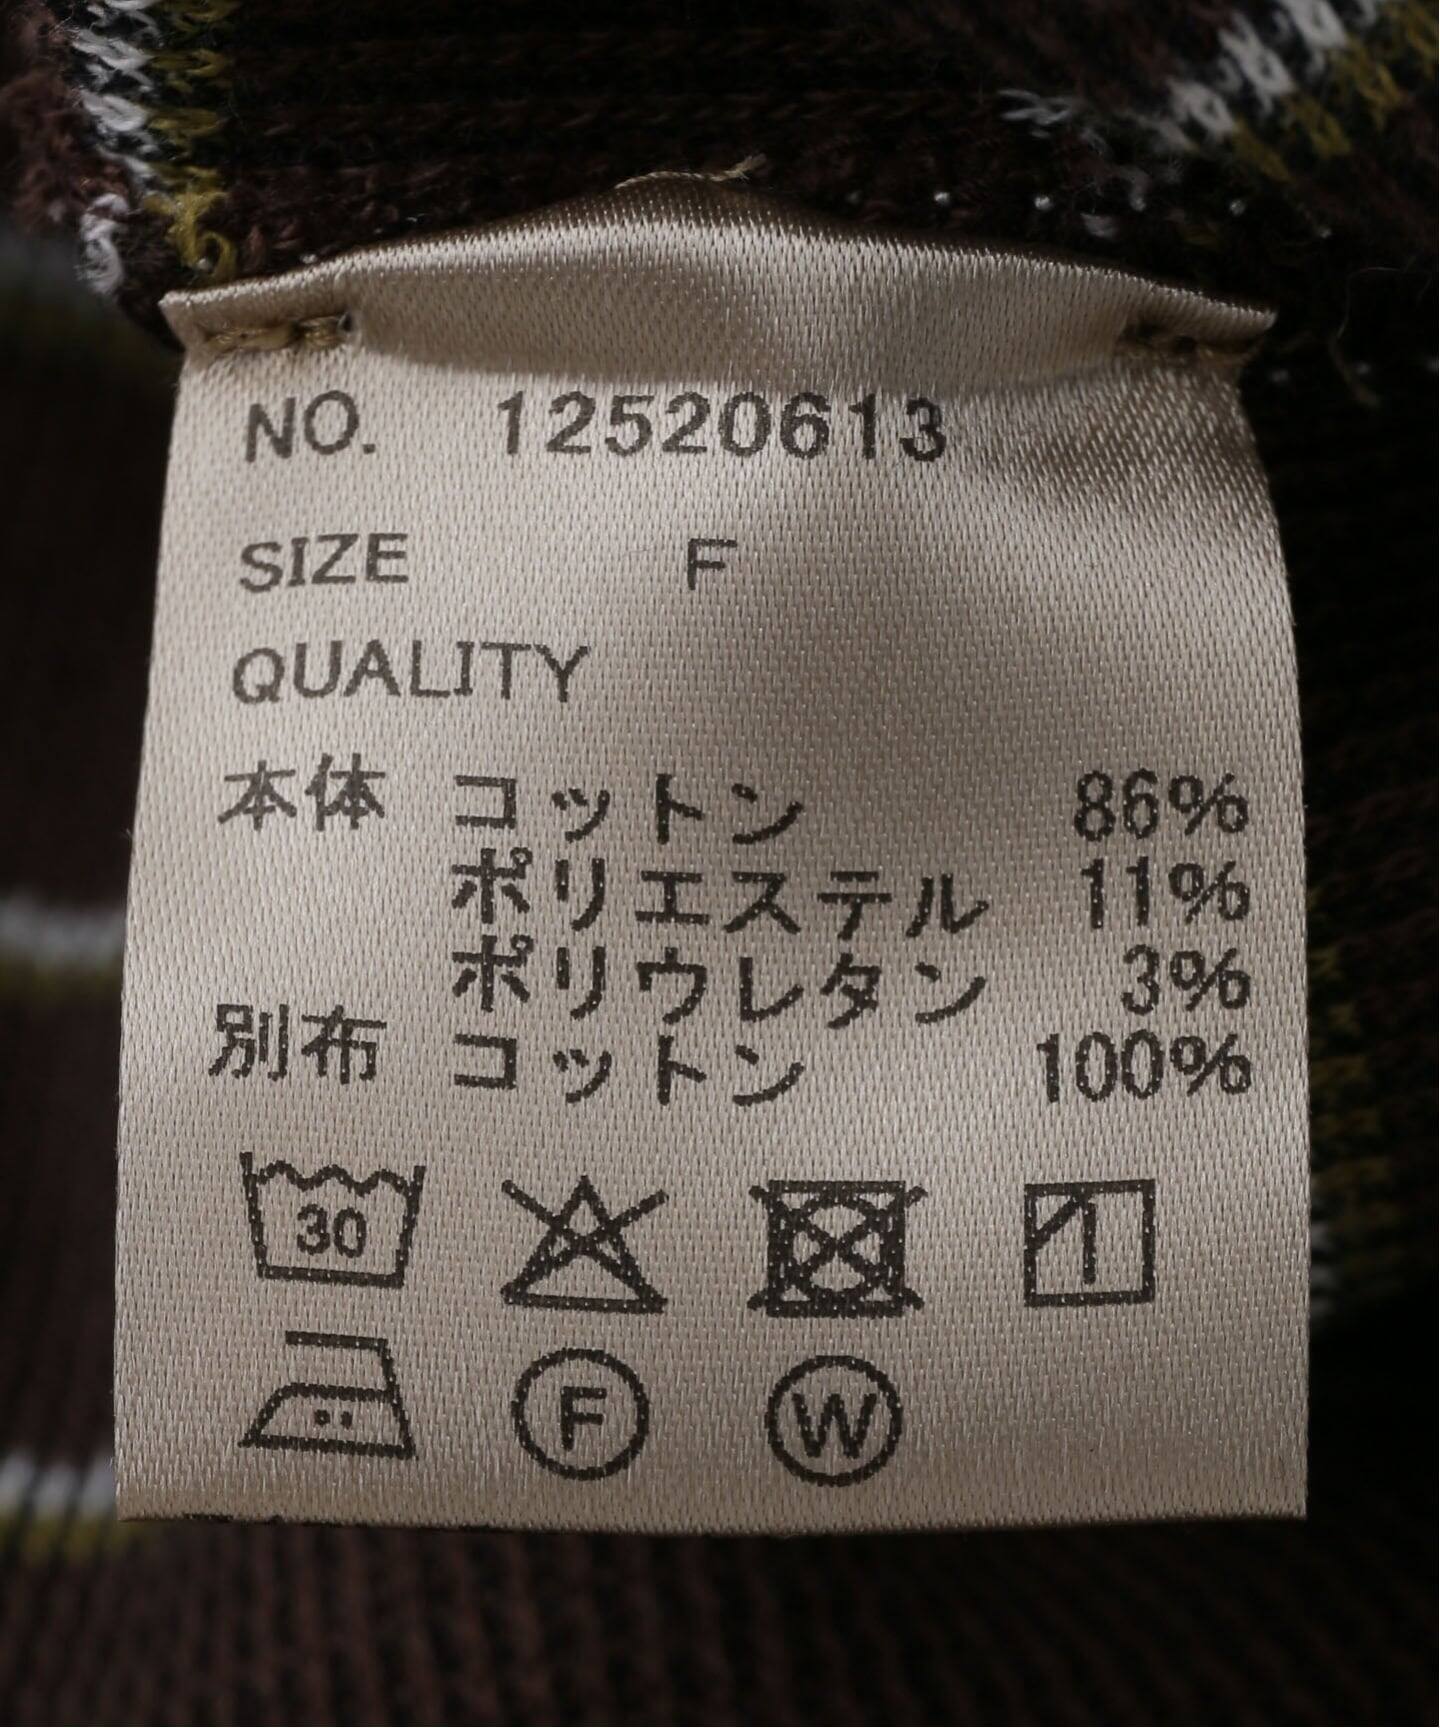 NO. 12520613
SIZE F
QUALITY
本体 コットン 86%
ポリエステル 11%
ポリウレタン 3%
別布 コットン 100%
30
F W